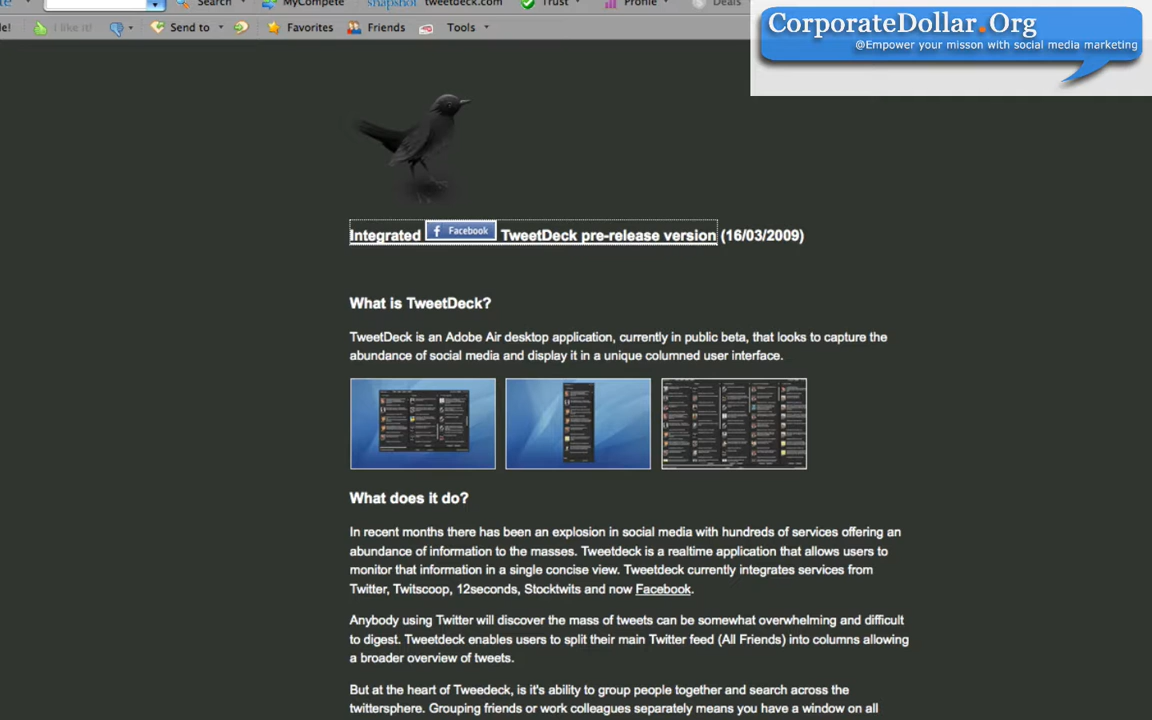 Search MyCompete snapshot tweetdeck.com Trust Profile Deals
I like it! Send to Favorites Friends Tools
CorporateDollar.Org
@Empower your misson with social media marketing
Integrated Facebook TweetDeck pre-release version (16/03/2009)
What is TweetDeck?
TweetDeck is an Adobe Air desktop application, currently in public beta, that looks to capture the
abundance of social media and display it in a unique columned user interface.
What does it do?
In recent months there has been an explosion in social media with hundreds of services offering an
abundance of information to the masses. Tweetdeck is a realtime application that allows users to
monitor that information in a single concise view. Tweetdeck currently integrates services from
Twitter, Twitscoop, 12seconds, Stocktwits and now Facebook.
Anybody using Twitter will discover the mass of tweets can be somewhat overwhelming and difficult
to digest. Tweetdeck enables users to split their main Twitter feed (All Friends) into columns allowing
a broader overview of tweets.
But at the heart of Tweedeck, is it's ability to group people together and search across the
twittersphere. Grouping friends or work colleagues separately means you have a window on all